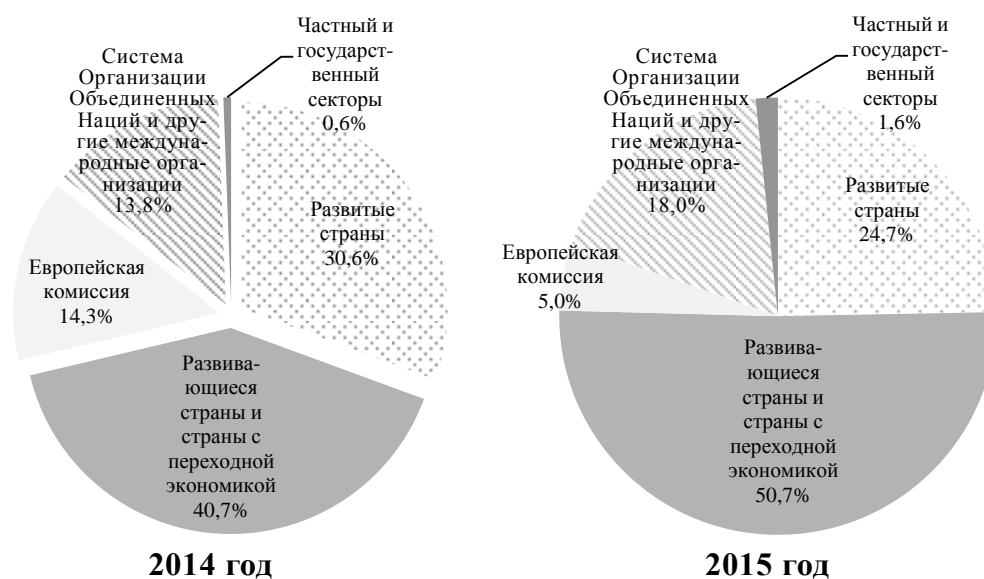 Частный и
государст-
венный
секторы
0,6%
Система
Организации
Объединенных
Наций и дру-
гие междуна-
родные орга-
низации
13,8%
Развитые
страны
30,6%
Европейская
комиссия
14,3%
Развива-
ющиеся
страны и
страны с
переходной
экономикой
40,7%
2014 год
Частный и
государст-
венный
секторы
1,6%
Система
Организации
Объединенных
Наций и дру-
гие междуна-
родные орга-
низации
18,0%
Развитые
страны
24,7%
Европейская
комиссия
5,0%
Развива-
ющиеся
страны и
страны с
переходной
экономикой
50,7%
2015 год